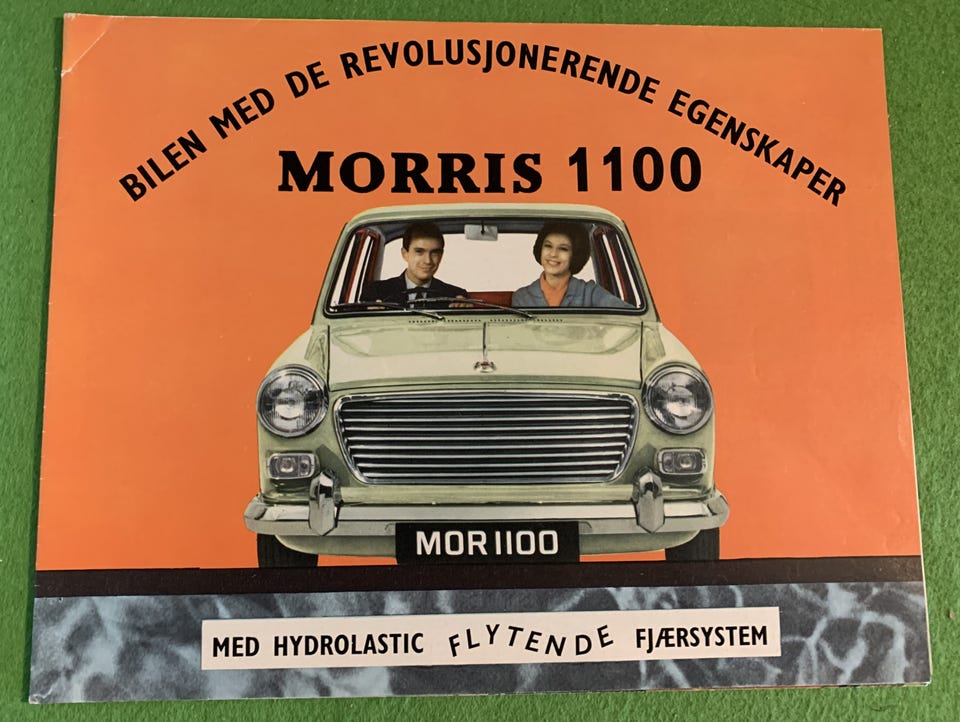 BILEN MED DE REVOLUSJONERENDE EGENSKAPER
MORRIS 1100
MOR 1100
MED HYDROLASTIC FLYTENDE FJÆRSYSTEM